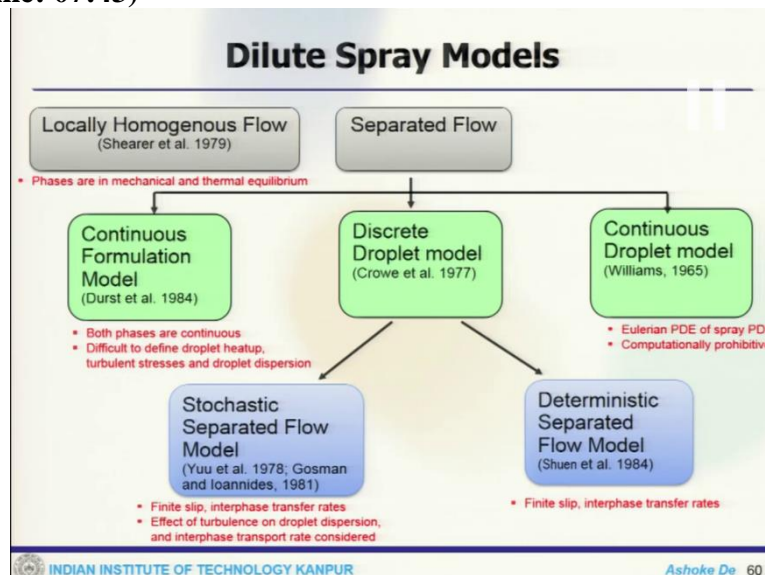 Dilute Spray Models
Locally Homogenous Flow
(Shearer et al. 1979)
Separated Flow
• Phases are in mechanical and thermal equilibrium
Continuous
Formulation
Model
(Durst et al. 1984)
Discrete
Droplet model
(Crowe et al. 1977)
Continuous
Droplet model
(Williams, 1965)
• Both phases are continuous
• Difficult to define droplet heatup,
turbulent stresses and droplet dispersion
• Eulerian PDE of spray
• Computationally
Stochastic
Separated Flow
Model
(Yuu et al. 1978; Gosman
and Ioannides, 1981)
Deterministic
Separated
Flow Model
(Shuen et al. 1984)
• Finite slip, interphase transfer rates
• Effect of turbulence on droplet dispersion,
and interphase transport rate considered
• Finite slip, interphase transfer rates
INDIAN INSTITUTE OF TECHNOLOGY KANPUR
Ashoke De 60